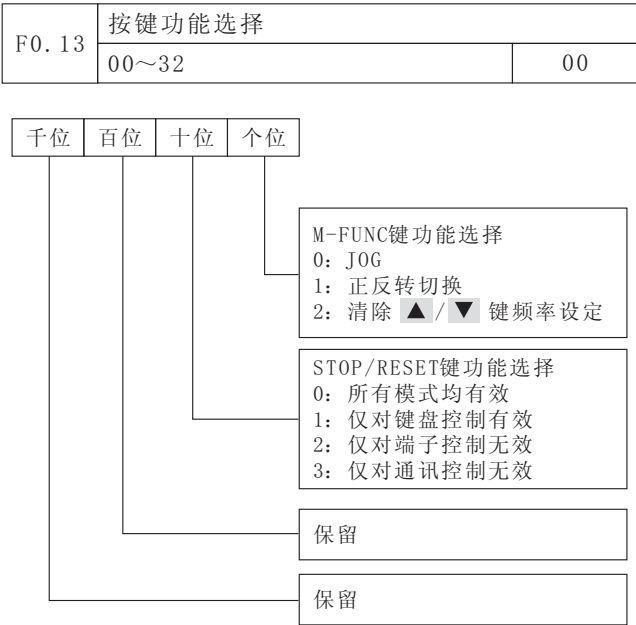 F0.13
按键功能选择
00～32 00
千位 百位 十位 个位
M-FUNC键功能选择
0: JOG
1: 正反转切换
2: 清除 ▲ / ▼ 键频率设定
STOP/RESET键功能选择
0: 所有模式均有效
1: 仅对键盘控制有效
2: 仅对端子控制无效
3: 仅对通讯控制无效
保留
保留